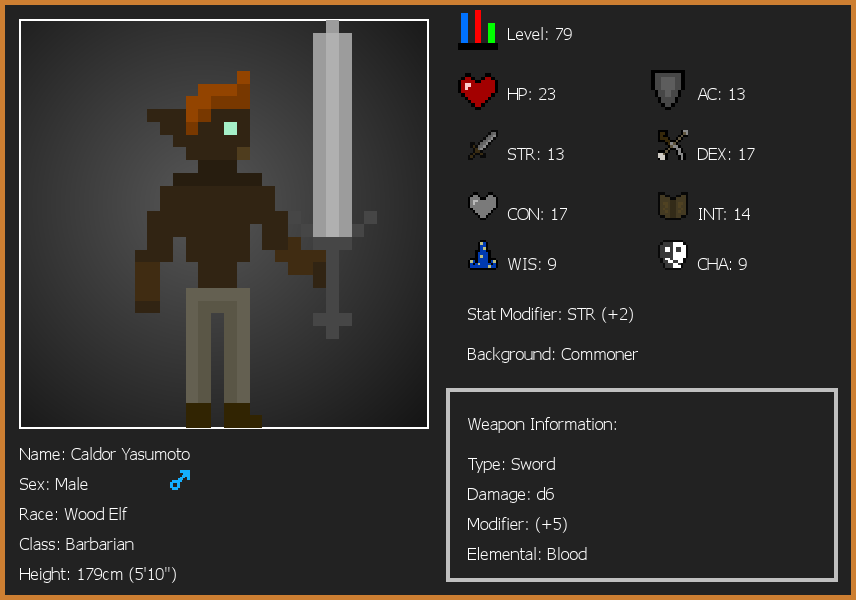 Level: 79
HP: 23
AC: 13
STR: 13
DEX: 17
CON: 17
INT: 14
WIS: 9
CHA: 9
Stat Modifier: STR (+2)
Background: Commoner
Weapon Information:
Type: Sword
Damage: d6
Modifier: (+5)
Elemental: Blood
Name: Caldor Yasumoto
Sex: Male
Race: Wood Elf
Class: Barbarian
Height: 179cm (5'10")